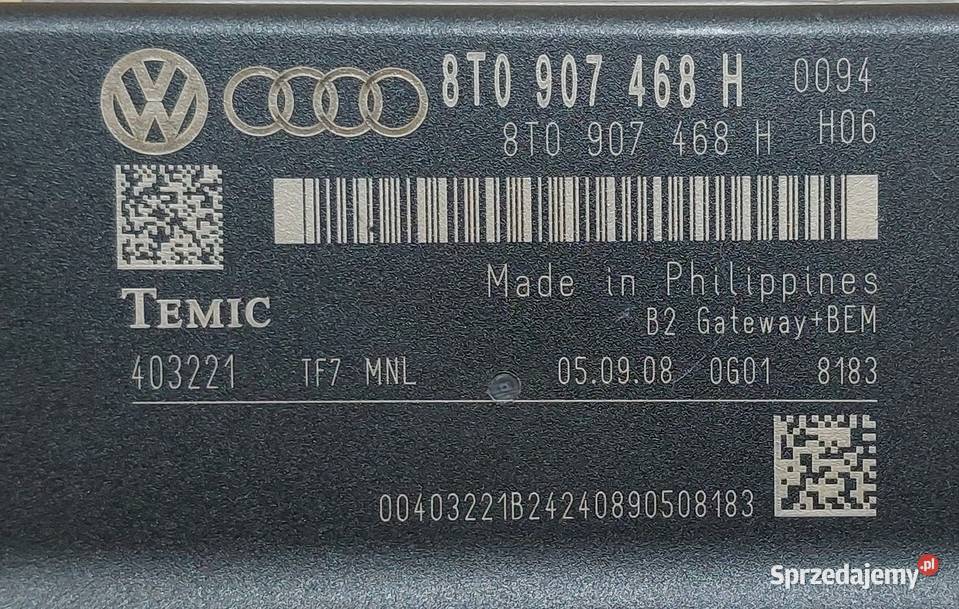 8T0 907 468 H 0094
8T0 907 468 H H06
Made in Philippines
TEMIC
B2 Gateway+BEM
403221 TF7 MNL 05.09.08 0G01 8183
00403221B24240890508183
Sprzedajemy.pl